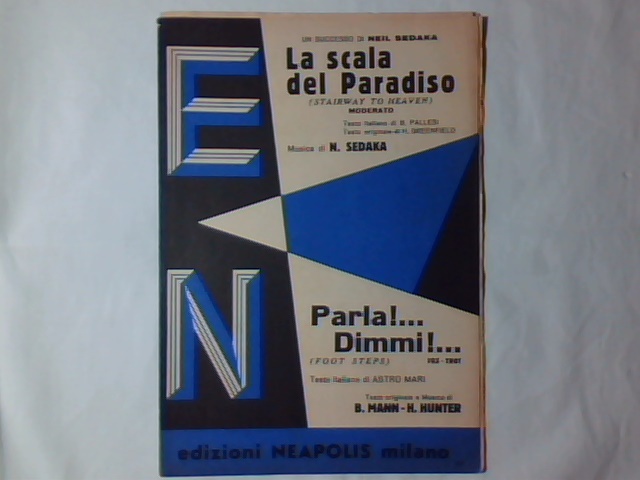 E
N
UN SUCCESSO DI NEIL SEDAKA
La scala
del Paradiso
(STAIRWAY TO HEAVEN)
MODERATO
Testo italiano di B. PALLESI
Testo originale di H. GREENFIELD
Musica di N. SEDAKA
Parla!...
Dimmi!...
(FOOT STEPS) FOX-TROT
Testo italiano di ASTRO MARI
Testo originale e Musica di
B. MANN - H. HUNTER
edizioni NEAPOLIS milano